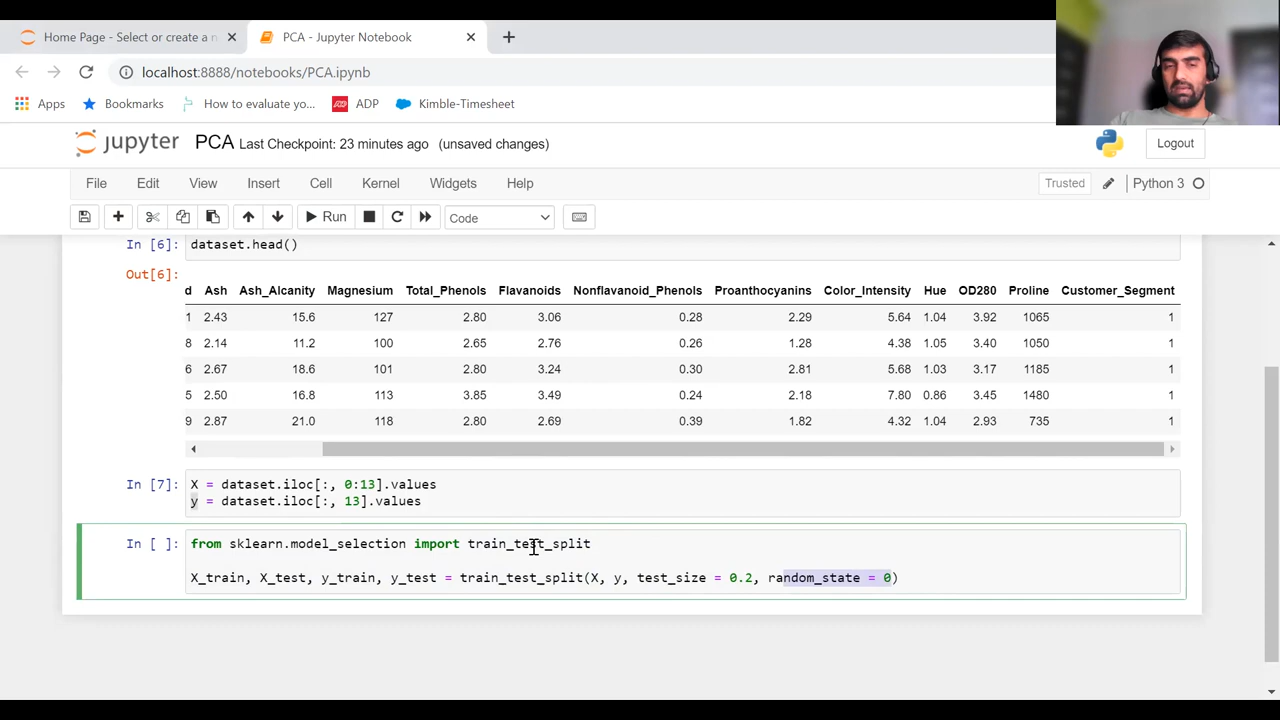 Home Page - Select or create a n
PCA - Jupyter Notebook
localhost:8888/notebooks/PCA.ipynb
Apps Bookmarks How to evaluate yo... ADP Kimble-Timesheet
jupyter PCA Last Checkpoint: 23 minutes ago (unsaved changes) Logout
File Edit View Insert Cell Kernel Widgets Help Trusted Python 3
Run Code
In [6]: dataset.head()
Out[6]:
d Ash Ash_Alcanity Magnesium Total_Phenols Flavanoids Nonflavanoid_Phenols Proanthocyanins Color_Intensity Hue OD280 Proline Customer_Segment
1 2.43 15.6 127 2.80 3.06 0.28 2.29 5.64 1.04 3.92 1065 1
8 2.14 11.2 100 2.65 2.76 0.26 1.28 4.38 1.05 3.40 1050 1
6 2.67 18.6 101 2.80 3.24 0.30 2.81 5.68 1.03 3.17 1185 1
5 2.50 16.8 113 3.85 3.49 0.24 2.18 7.80 0.86 3.45 1480 1
9 2.87 21.0 118 2.80 2.69 0.39 1.82 4.32 1.04 2.93 735 1
In [7]: X = dataset.iloc[:, 0:13].values
y = dataset.iloc[:, 13].values
In [ ]: from sklearn.model_selection import train_test_split
X_train, X_test, y_train, y_test = train_test_split(X, y, test_size = 0.2, random_state = 0)